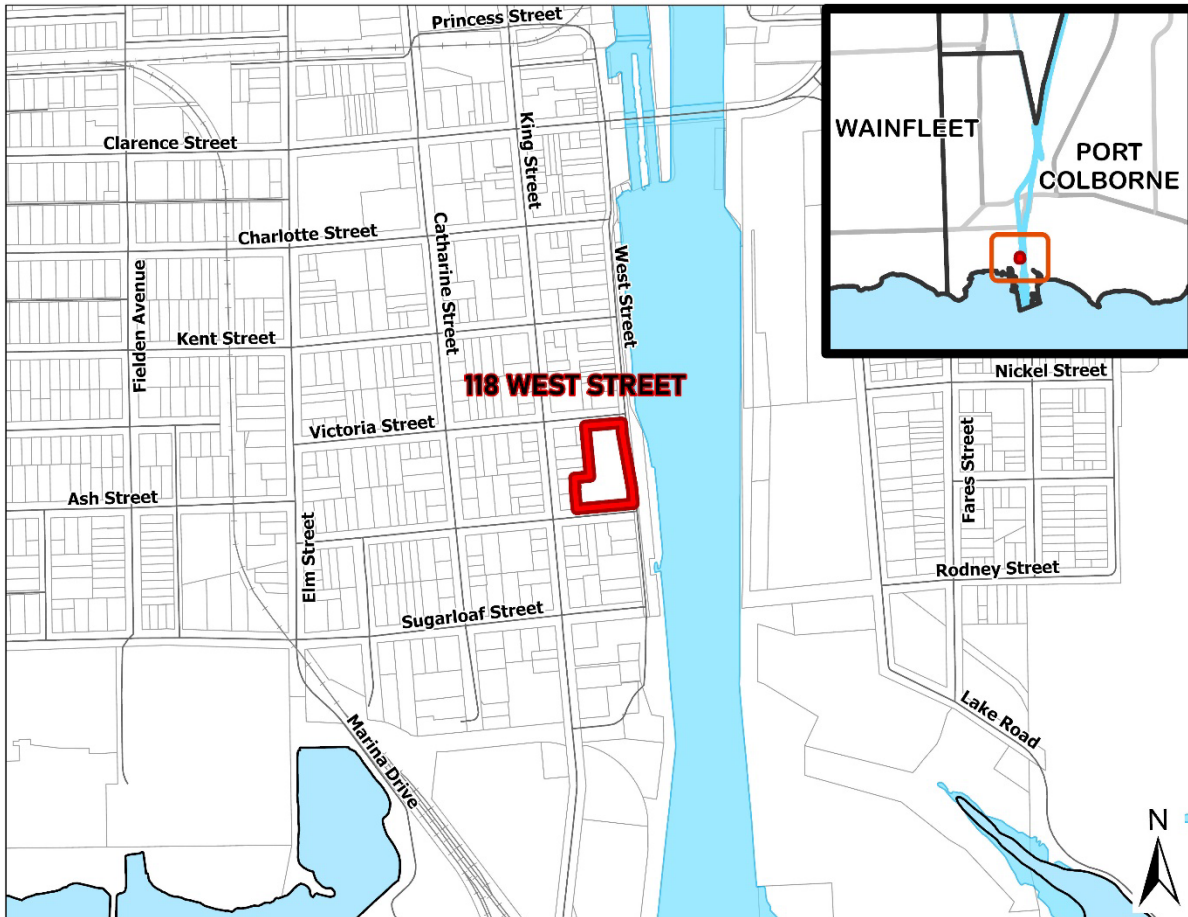 Princess Street
Clarence Street
King Street
Charlotte Street
Catharine Street
West Street
Fielden Avenue
Kent Street
118 WEST STREET
Victoria Street
Ash Street
Elm Street
Sugarloaf Street
Marina Drive
WAINFLEET
PORT
COLBORNE
Nickel Street
Fares Street
Rodney Street
Lake Road
N